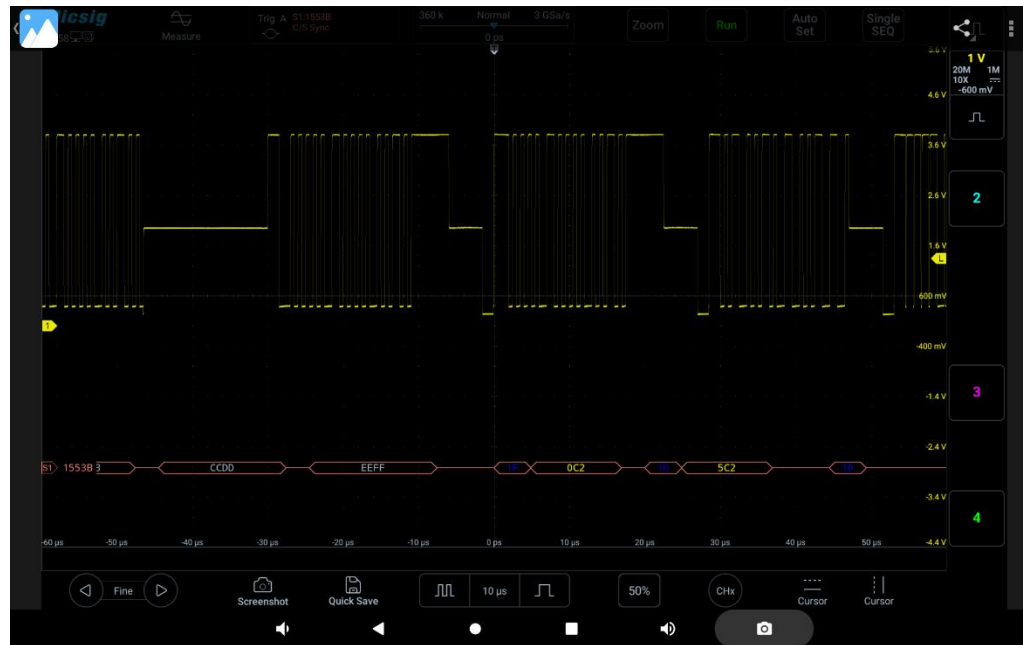 Trig A S1:1553B
C/S Sync
Measure
360 k Normal 3 GSa/s
0 ps
Zoom
Run
Auto
Set
Single
SEQ
1 V
20M 1M
10X
-600 mV
5.6 V
4.6 V
3.6 V
2.6 V
1.6 V
600 mV
-400 mV
-1.4 V
-2.4 V
-3.4 V
-4.4 V
L
1
2
3
4
S1 1553B
CCDD
EEFF
0C2
5C2
-60 µs -50 µs -40 µs -30 µs -20 µs -10 µs 0 ps 10 µs 20 µs 30 µs 40 µs 50 µs
Fine
Screenshot
Quick Save
10 µs
50%
CHx
Cursor
Cursor